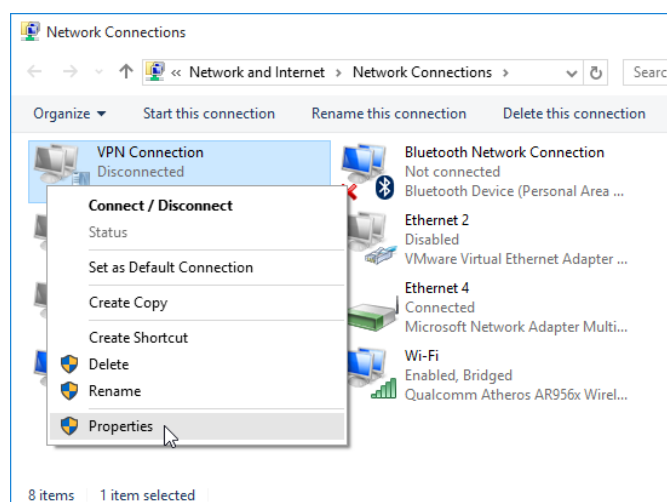 Network Connections
« Network and Internet > Network Connections >
Searc
Organize
Start this connection
Rename this connection
Delete this connection
VPN Connection
Disconnected
Connect / Disconnect
Status
Set as Default Connection
Create Copy
Create Shortcut
Delete
Rename
Properties
Bluetooth Network Connection
Not connected
Bluetooth Device (Personal Area ...
Ethernet 2
Disabled
VMware Virtual Ethernet Adapter ...
Ethernet 4
Connected
Microsoft Network Adapter Multi...
Wi-Fi
Enabled, Bridged
Qualcomm Atheros AR956x Wirel...
8 items
1 item selected